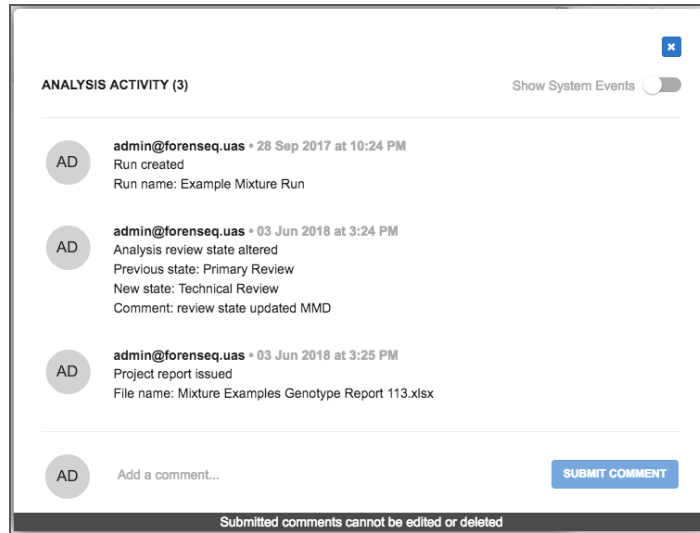 ANALYSIS ACTIVITY (3)
Show System Events
AD
admin@forenseq.uas • 28 Sep 2017 at 10:24 PM
Run created
Run name: Example Mixture Run
AD
admin@forenseq.uas • 03 Jun 2018 at 3:24 PM
Analysis review state altered
Previous state: Primary Review
New state: Technical Review
Comment: review state updated MMD
AD
admin@forenseq.uas • 03 Jun 2018 at 3:25 PM
Project report issued
File name: Mixture Examples Genotype Report 113.xlsx
AD
Add a comment...
SUBMIT COMMENT
Submitted comments cannot be edited or deleted